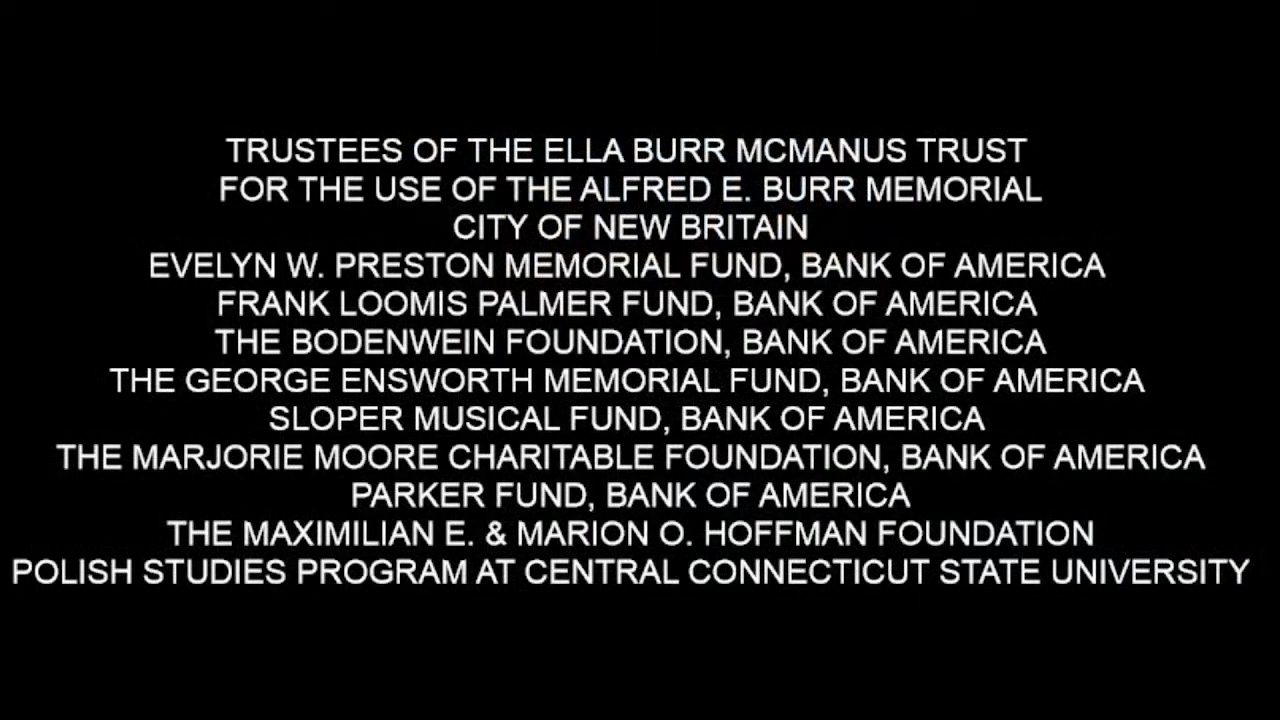 TRUSTEES OF THE ELLA BURR MCMANUS TRUST
FOR THE USE OF THE ALFRED E. BURR MEMORIAL
CITY OF NEW BRITAIN
EVELYN W. PRESTON MEMORIAL FUND, BANK OF AMERICA
FRANK LOOMIS PALMER FUND, BANK OF AMERICA
THE BODENWEIN FOUNDATION, BANK OF AMERICA
THE GEORGE ENSWORTH MEMORIAL FUND, BANK OF AMERICA
SLOPER MUSICAL FUND, BANK OF AMERICA
THE MARJORIE MOORE CHARITABLE FOUNDATION, BANK OF AMERICA
PARKER FUND, BANK OF AMERICA
THE MAXIMILIAN E. & MARION O. HOFFMAN FOUNDATION
POLISH STUDIES PROGRAM AT CENTRAL CONNECTICUT STATE UNIVERSITY